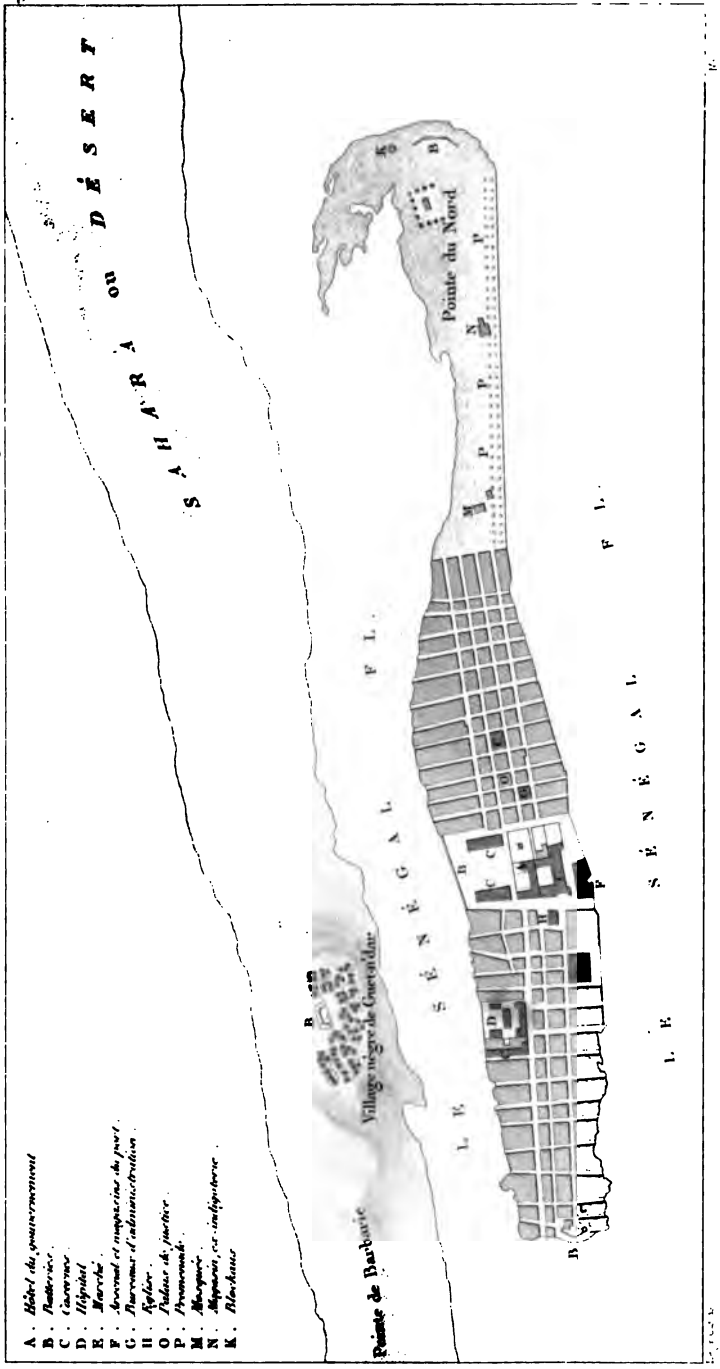 A. Hôtel du gouvernement
B. Batteries.
C. Casernes.
D. Hôpital
E. Marché.
F. Arsenal et magasins du port.
G. Bureaux d'administration.
H. Eglise.
O. Palais de justice.
P. Promenade.
M. Mosquée.
N. Magasin, ex-indigoterie.
K. Blockaus
SAHARA ou DÉSERT
Pointe de Barbarie
Village nègre de Guet-n'dar
B
LE SÉNÉGAL FL.
Pointe du Nord
K
B
N
M
P
P
P
O
B
C
C
D
H
F
B
LE SÉNÉGAL FL.